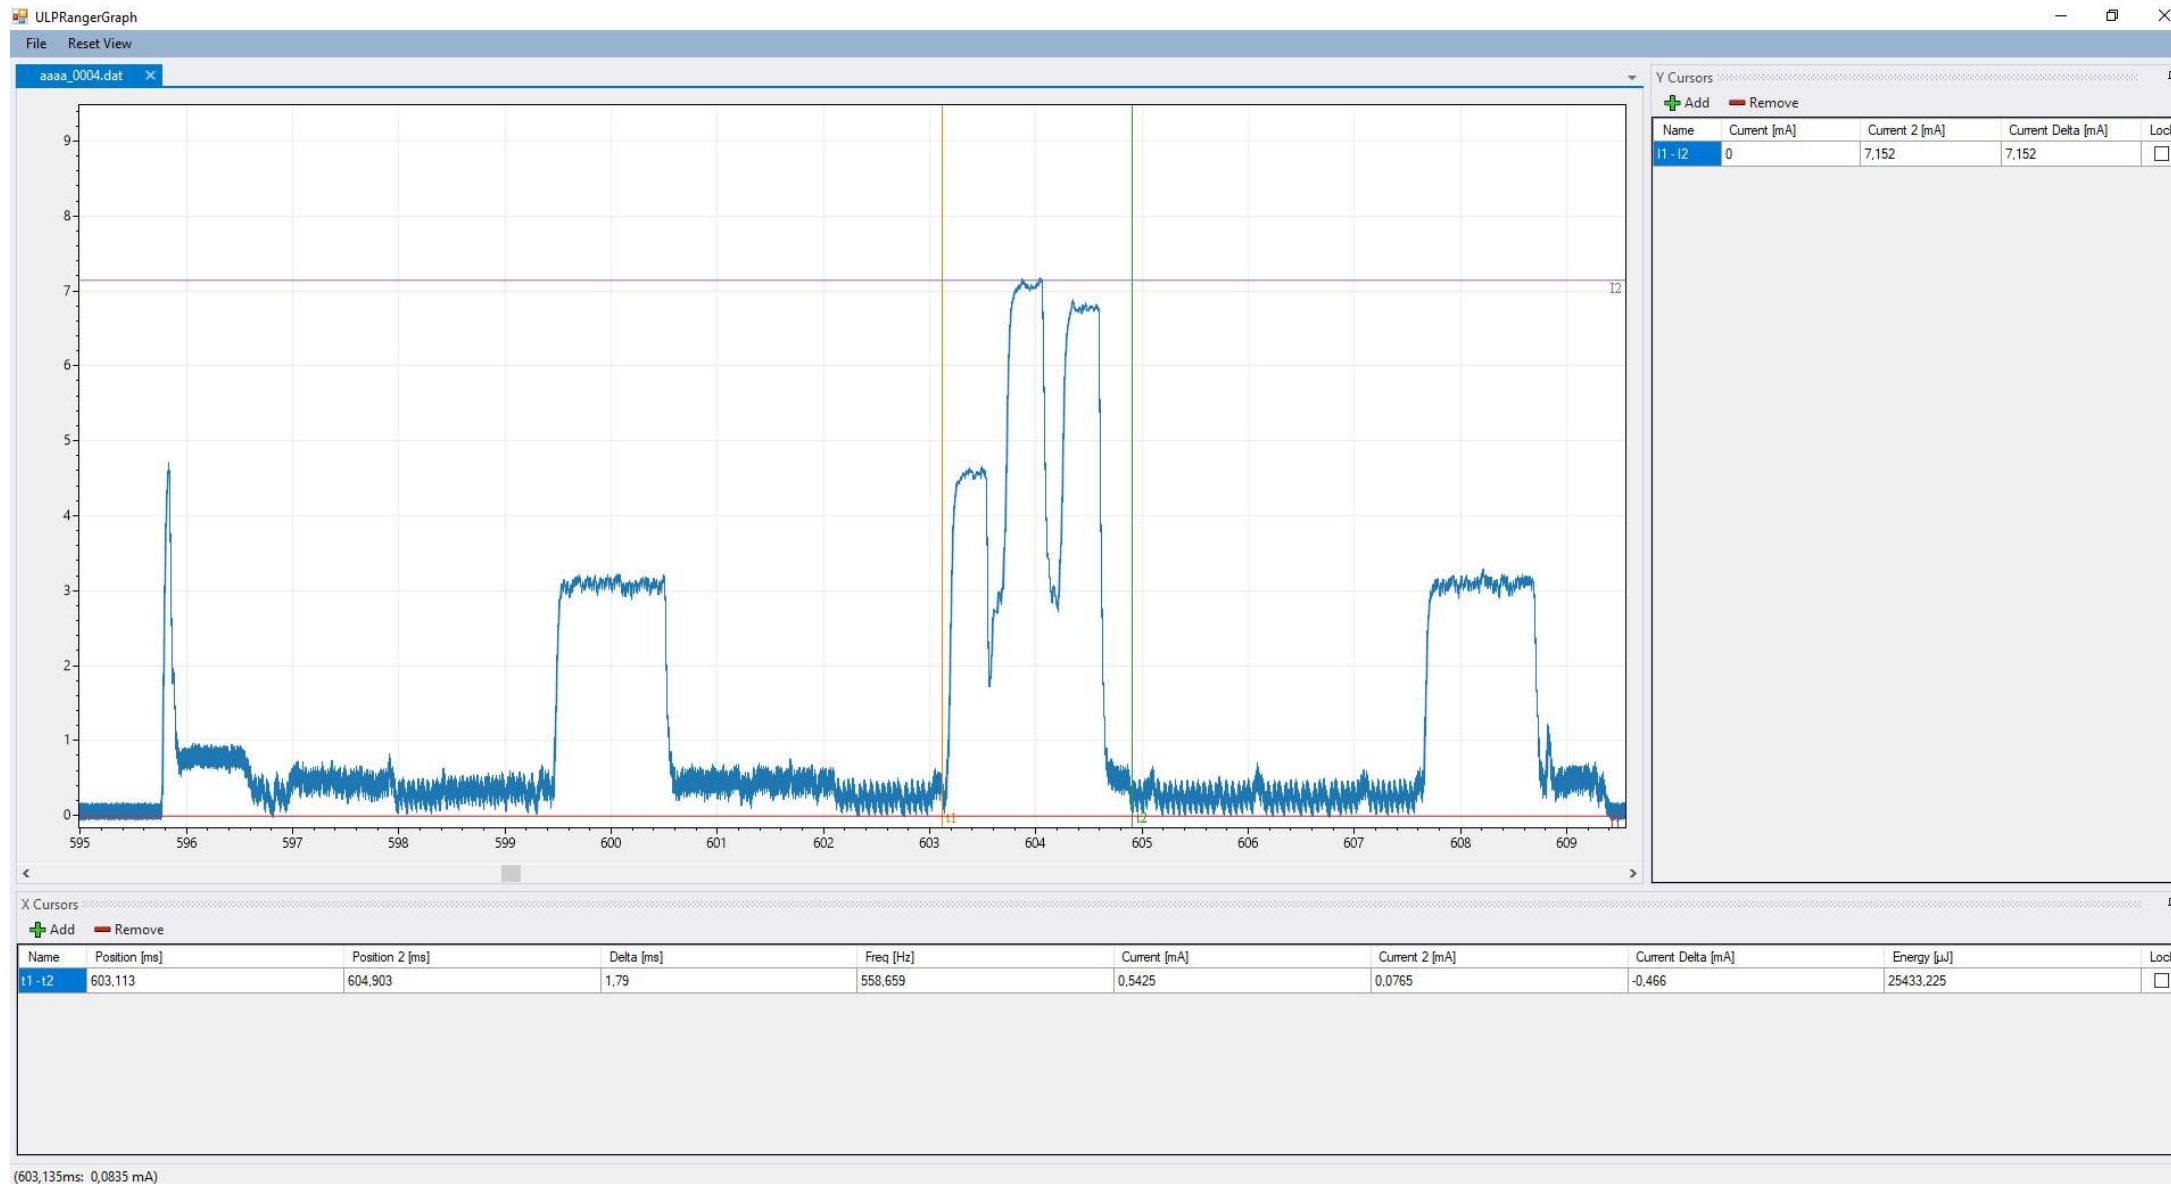 ULPRangerGraph
File Reset View
aaaa_0004.dat
9
8
7
6
5
4
3
2
1
0
I2
t1
t2
595 596 597 598 599 600 601 602 603 604 605 606 607 608 609
Y Cursors
Add Remove
Name Current [mA] Current 2 [mA] Current Delta [mA] Lock
I1 - I2 0 7,152 7,152
X Cursors
Add Remove
Name Position [ms] Position 2 [ms] Delta [ms] Freq [Hz] Current [mA] Current 2 [mA] Current Delta [mA] Energy [µJ] Loc
t1 - t2 603,113 604,903 1,79 558,659 0,5425 0,0765 -0,466 25433,225
(603,135ms: 0,0835 mA)